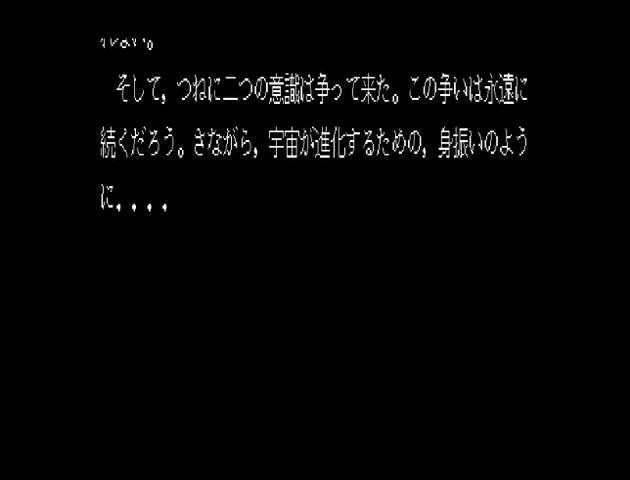 そして，つねに二つの意識は争って来た。この争いは永遠に
続くだろう。さながら，宇宙が進化するための，身振いのよう
に．．．．